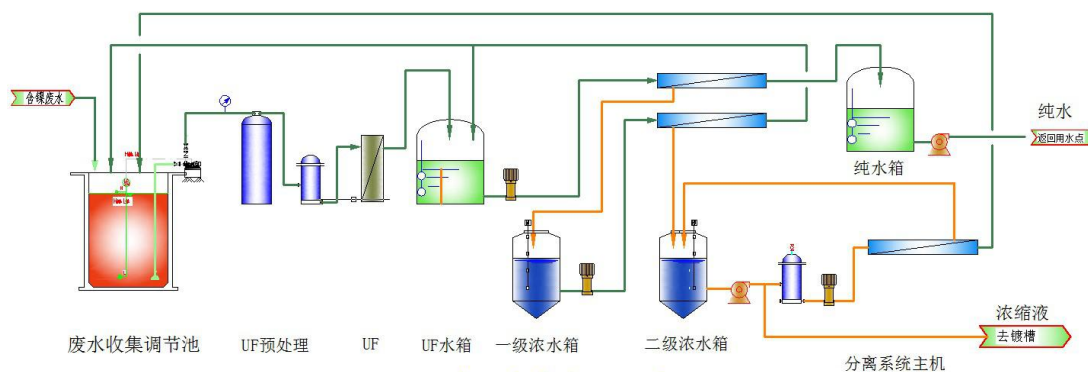 含镍废水
纯水
返回用水点
纯水箱
浓缩液
去镀槽
废水收集调节池
UF预处理
UF
UF水箱
一级浓水箱
二级浓水箱
分离系统主机